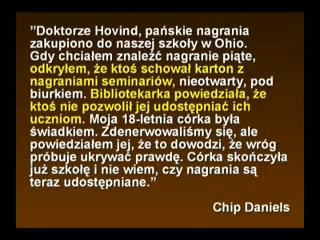 ”Doktorze Hovind, pańskie nagrania
zakupiono do naszej szkoły w Ohio.
Gdy chciałem znaleźć nagranie piąte,
odkryłem, że ktoś schował karton z
nagraniami seminariów, nieotwarty, pod
biurkiem. Bibliotekarka powiedziała, że
ktoś nie pozwolił jej udostępniać ich
uczniom. Moja 18-letnia córka była
świadkiem. Zdenerwowaliśmy się, ale
powiedziałem jej, że to dowodzi, że wróg
próbuje ukrywać prawdę. Córka skończyła
już szkołę i nie wiem, czy nagrania są
teraz udostępniane.”
Chip Daniels